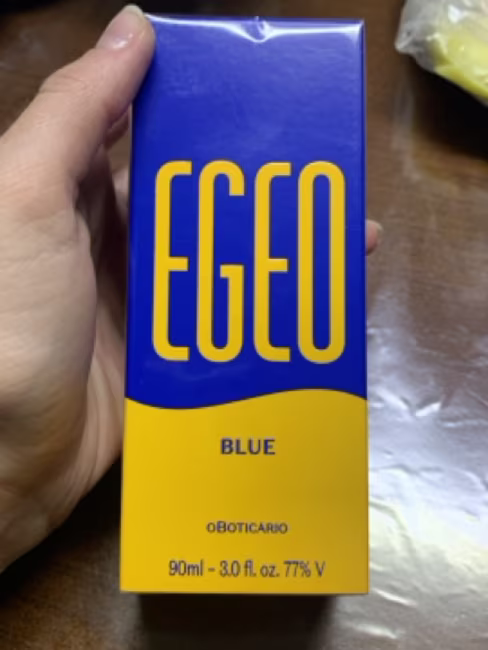 EGEO
BLUE
oBOTICARIO
90ml - 3.0 fl. oz. 77% V